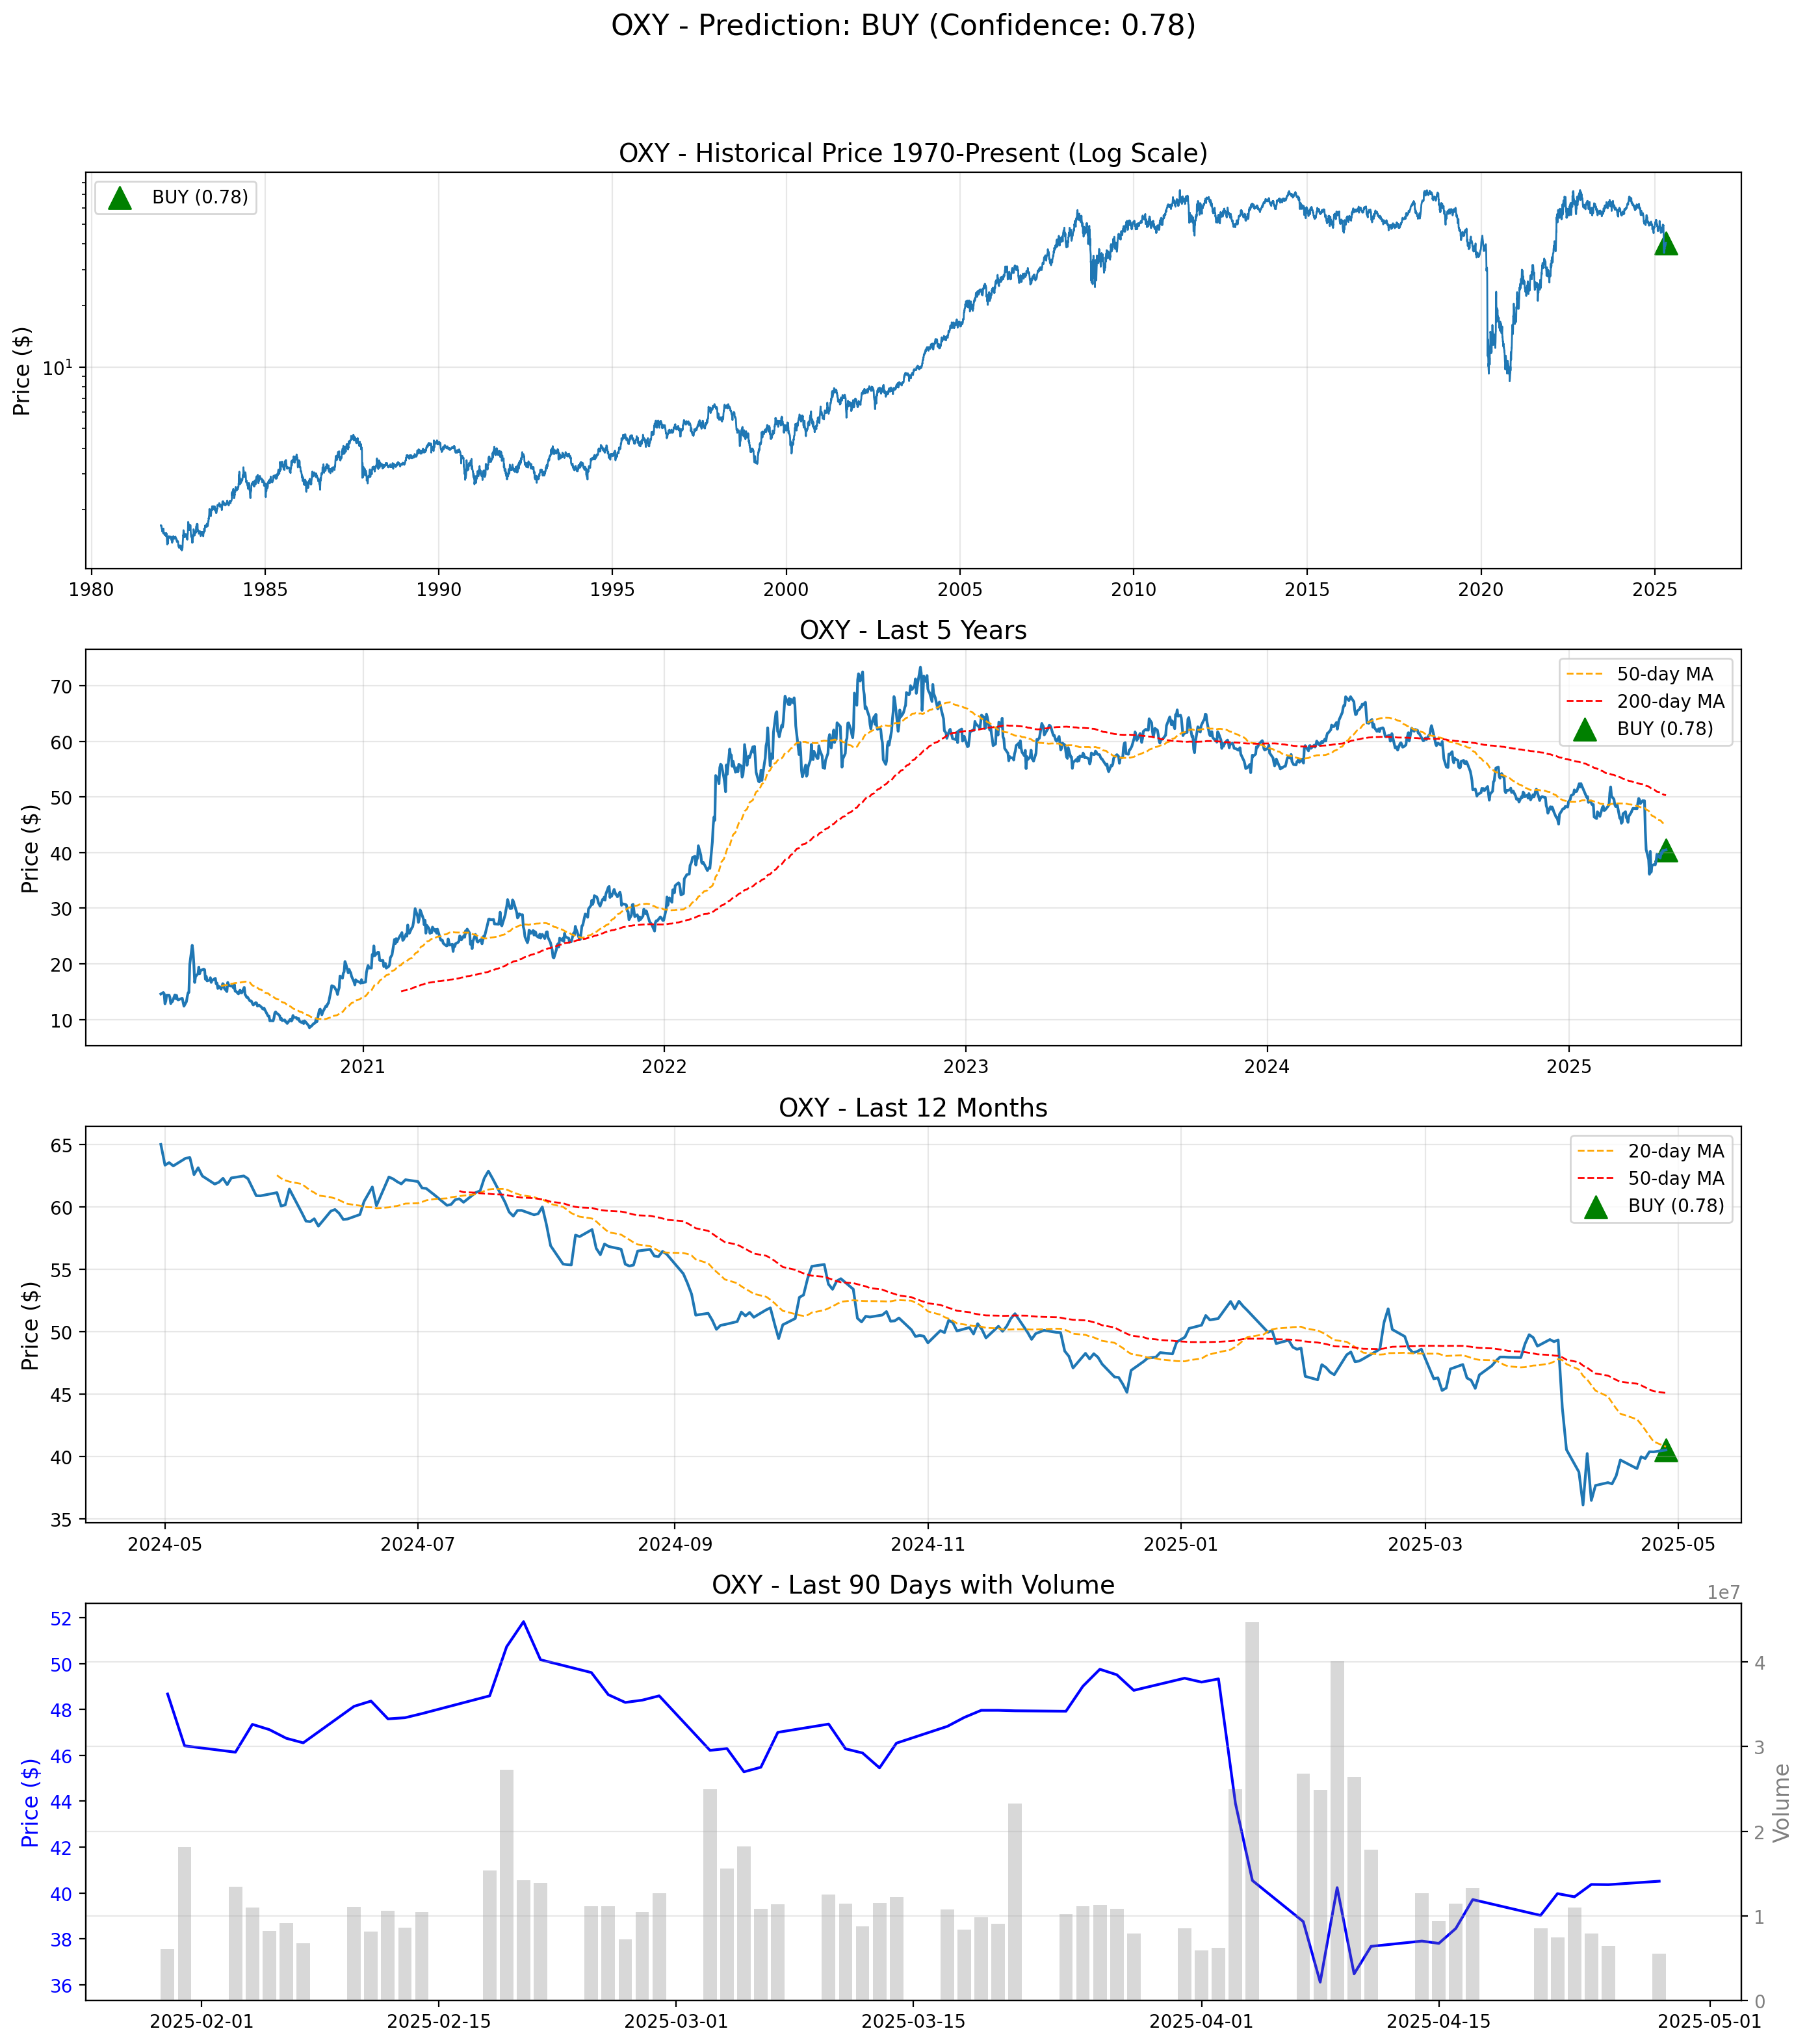 OXY - Prediction: BUY (Confidence: 0.78)
OXY - Historical Price 1970-Present (Log Scale)
BUY (0.78)
Price ($)
10¹
1980 1985 1990 1995 2000 2005 2010 2015 2020 2025
OXY - Last 5 Years
50-day MA
200-day MA
BUY (0.78)
Price ($)
70
60
50
40
30
20
10
2021 2022 2023 2024 2025
OXY - Last 12 Months
20-day MA
50-day MA
BUY (0.78)
Price ($)
65
60
55
50
45
40
35
2024-05 2024-07 2024-09 2024-11 2025-01 2025-03 2025-05
OXY - Last 90 Days with Volume
1e7
Price ($)
52
50
48
46
44
42
40
38
36
4
3
2
1
0
Volume
2025-02-01 2025-02-15 2025-03-01 2025-03-15 2025-04-01 2025-04-15 2025-05-01